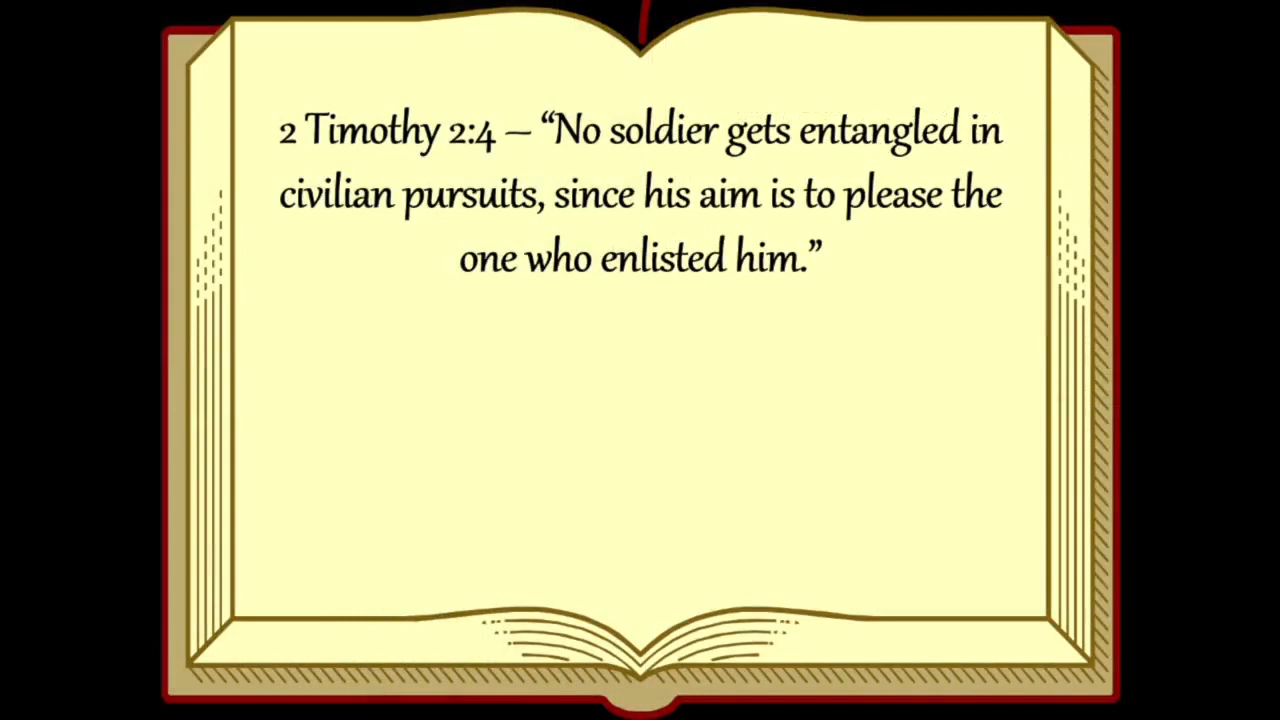 2 Timothy 2:4 – “No soldier gets entangled in
civilian pursuits, since his aim is to please the
one who enlisted him.”